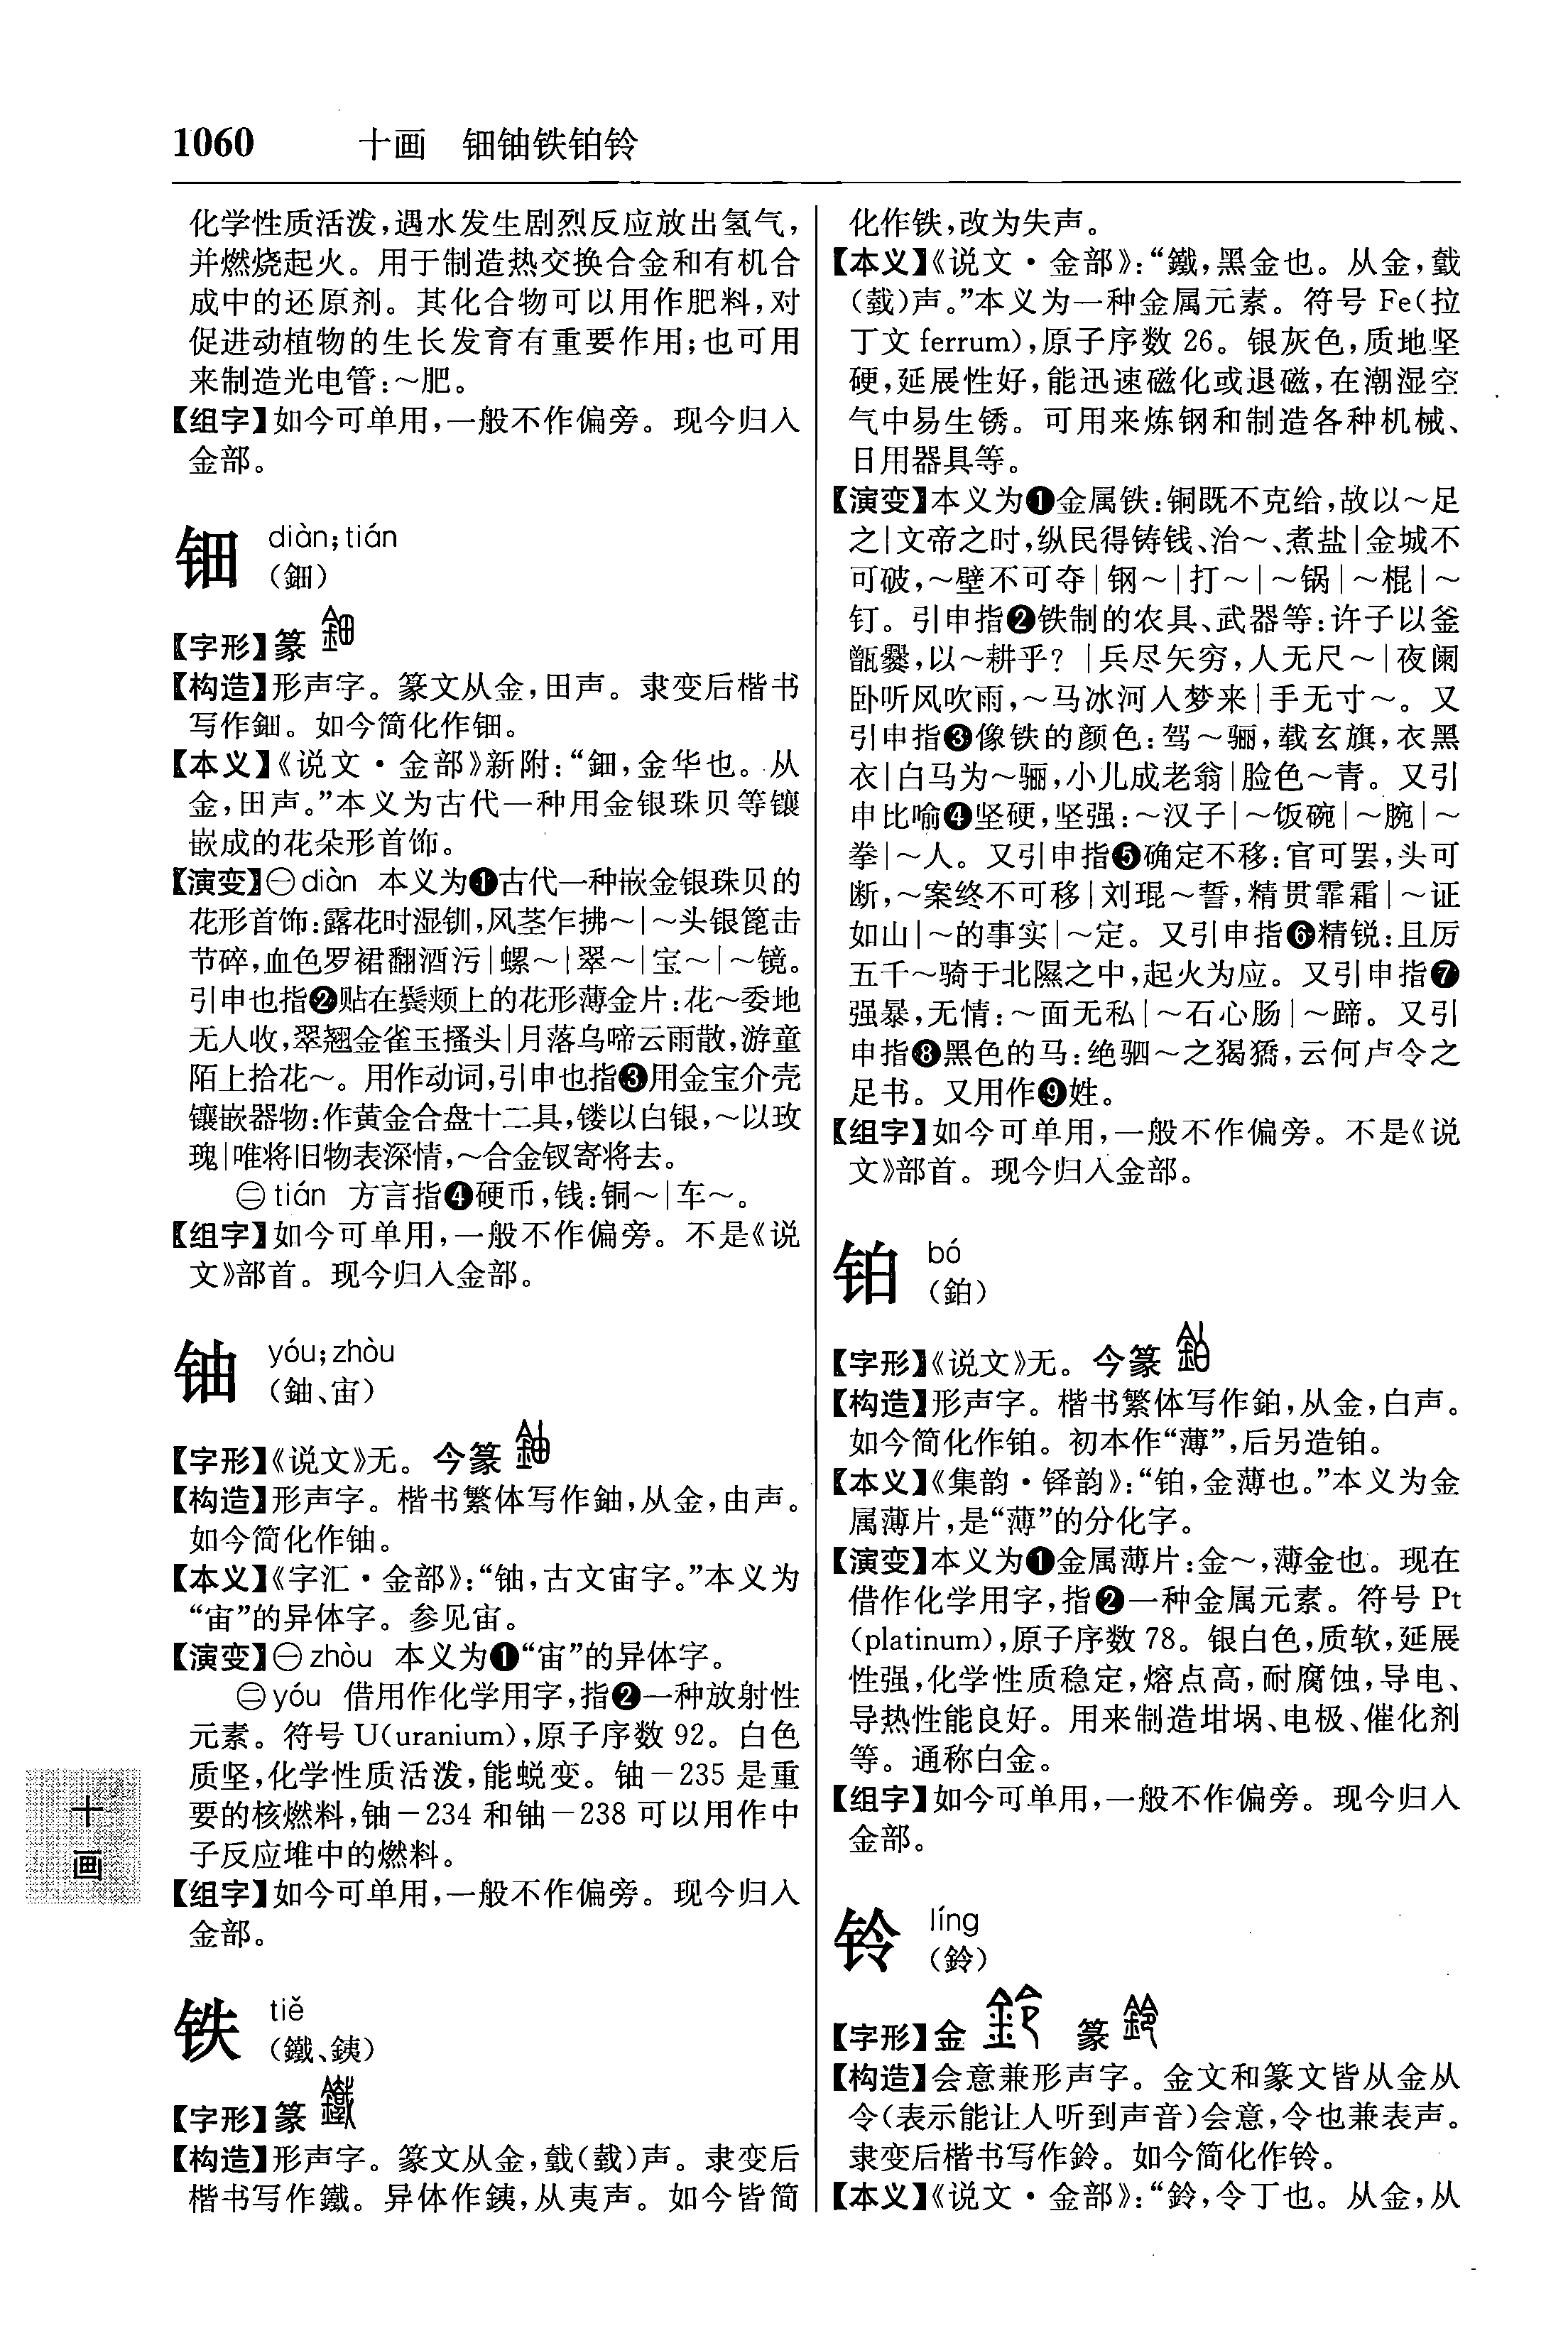 1060 十画 钿铀铁铂铃
化学性质活泼,遇水发生剧烈反应放出氢气,
并燃烧起火。用于制造热交换合金和有机合
成中的还原剂。其化合物可以用作肥料,对
促进动植物的生长发育有重要作用;也可用
来制造光电管:~肥。
【组字】如今可单用,一般不作偏旁。现今归入
金部。
钿 diàn;tián
(鈿)
【字形】篆
【构造】形声字。篆文从金,田声。隶变后楷书
写作鈿。如今简化作钿。
【本义】《说文·金部》新附:“鈿,金华也。从
金,田声。”本义为古代一种用金银珠贝等镶
嵌成的花朵形首饰。
【演变】㊀diàn 本义为❶古代一种嵌金银珠贝的
花形首饰:露花时湿钏,风茎乍拂~|~头银篦击
节碎,血色罗裙翻酒污|螺~|翠~|宝~|~镜。
引申也指❷贴在鬓颊上的花形薄金片:花~委地
无人收,翠翘金雀玉搔头|月落乌啼云雨散,游童
陌上拾花~。用作动词,引申也指❸用金宝介壳
镶嵌器物:作黄金合盘十二具,镂以白银,~以玫
瑰|唯将旧物表深情,~合金钗寄将去。
㊁tián 方言指❹硬币,钱:铜~|车~。
【组字】如今可单用,一般不作偏旁。不是《说
文》部首。现今归入金部。
铀 yóu;zhòu
(鈾、宙)
【字形】《说文》无。今篆
【构造】形声字。楷书繁体写作鈾,从金,由声。
如今简化作铀。
【本义】《字汇·金部》:“铀,古文宙字。”本义为
“宙”的异体字。参见宙。
【演变】㊀zhòu 本义为❶“宙”的异体字。
㊁yóu 借用作化学用字,指❷一种放射性
元素。符号 U(uranium),原子序数 92。白色
质坚,化学性质活泼,能蜕变。铀-235 是重
要的核燃料,铀-234 和铀-238 可以用作中
子反应堆中的燃料。
【组字】如今可单用,一般不作偏旁。现今归入
金部。
铁 tiě
(鐵、銕)
【字形】篆
【构造】形声字。篆文从金,𢧜(𢧤)声。隶变后
楷书写作鐵。异体作銕,从夷声。如今皆简
化作铁,改为失声。
【本义】《说文·金部》:“鐵,黑金也。从金,𢧜
(𢧤)声。”本义为一种金属元素。符号 Fe(拉
丁文 ferrum),原子序数 26。银灰色,质地坚
硬,延展性好,能迅速磁化或退磁,在潮湿空
气中易生锈。可用来炼钢和制造各种机械、
日用器具等。
【演变】本义为❶金属铁:铜既不克给,故以~足
之|文帝之时,纵民得铸钱、冶~、煮盐|金城不
可破,~壁不可夺|钢~|打~|~锅|~棍|~
钉。引申指❷铁制的农具、武器等:许子以釜
甑爨,以~耕乎?|兵尽矢穷,人无尺~|夜阑
卧听风吹雨,~马冰河入梦来|手无寸~。又
引申指❸像铁的颜色:驾~骊,载玄旗,衣黑
衣|白马为~骊,小儿成老翁|脸色~青。又引
申比喻❹坚硬,坚强:~汉子|~饭碗|~腕|~
拳|~人。又引申指❺确定不移:官可罢,头可
断,~案终不可移|刘琨~誓,精贯霏霜|~证
如山|~的事实|~定。又引申指❻精锐:且厉
五千~骑于北隰之中,起火为应。又引申指❼
强暴,无情:~面无私|~石心肠|~蹄。又引
申指❽黑色的马:绝驷~之猲獢,云何卢令之
足书。又用作❾姓。
【组字】如今可单用,一般不作偏旁。不是《说
文》部首。现今归入金部。
铂 bó
(鉑)
【字形】《说文》无。今篆
【构造】形声字。楷书繁体写作鉑,从金,白声。
如今简化作铂。初本作“薄”,后另造铂。
【本义】《集韵·铎韵》:“铂,金薄也。”本义为金
属薄片,是“薄”的分化字。
【演变】本义为❶金属薄片:金~,薄金也。现在
借作化学用字,指❷一种金属元素。符号 Pt
(platinum),原子序数 78。银白色,质软,延展
性强,化学性质稳定,熔点高,耐腐蚀,导电、
导热性能良好。用来制造坩埚、电极、催化剂
等。通称白金。
【组字】如今可单用,一般不作偏旁。现今归入
金部。
铃 líng
(鈴)
【字形】金 篆
【构造】会意兼形声字。金文和篆文皆从金从
令(表示能让人听到声音)会意,令也兼表声。
隶变后楷书写作鈴。如今简化作铃。
【本义】《说文·金部》:“鈴,令丁也。从金,从
十
画